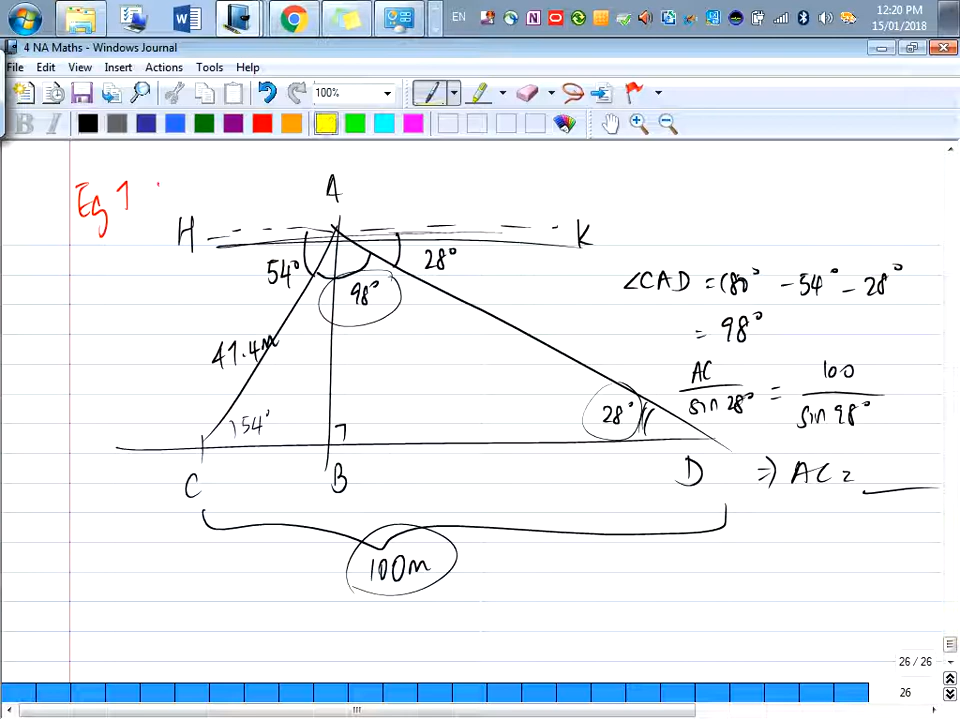 EN
12:20 PM
15/01/2018
4 NA Maths - Windows Journal
File Edit View Insert Actions Tools Help
100%
B I
Eg 1
A
H
K
54°
28°
98°
∠CAD = 180° - 54° - 28°
= 98°
47.4m
AC
sin 28°
=
100
sin 98°
54°
28°
C
B
D
=) AC =
100m
26 / 26
26